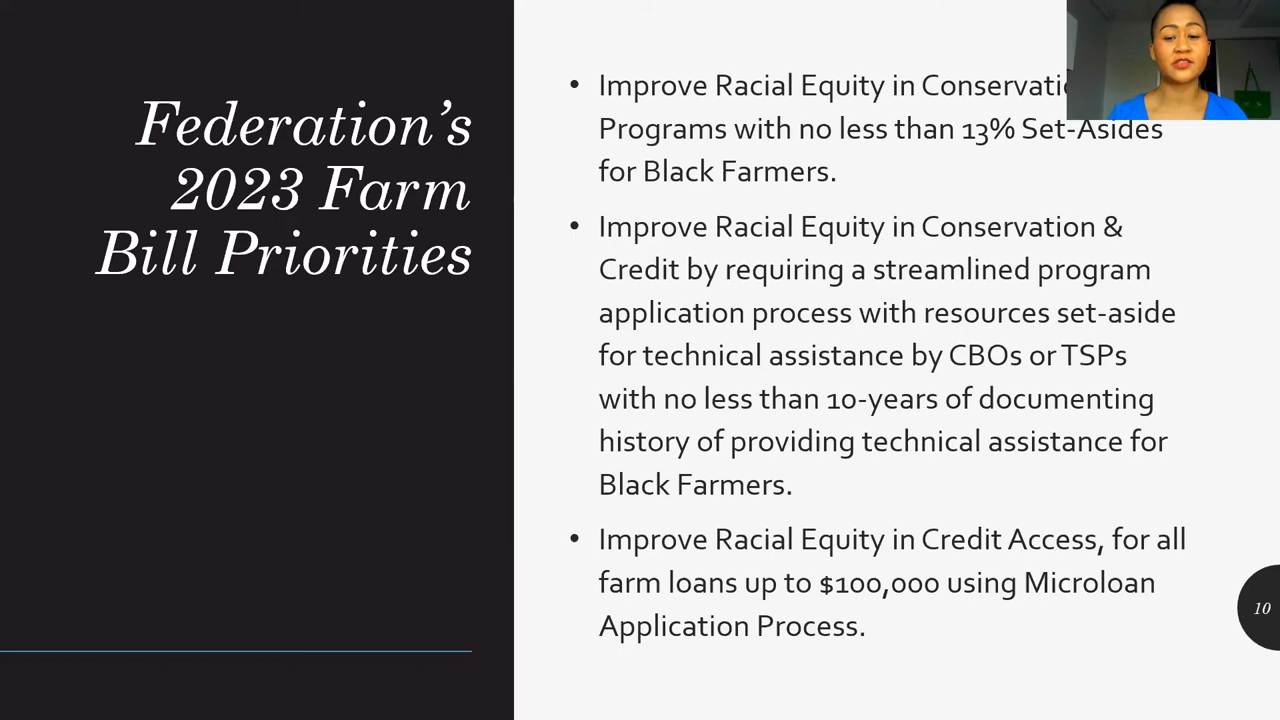 Federation’s
2023 Farm
Bill Priorities
• Improve Racial Equity in
Programs with no less than 13% Set-Asides
for Black Farmers.
• Improve Racial Equity in Conservation &
Credit by requiring a streamlined program
application process with resources set-aside
for technical assistance by CBOs or TSPs
with no less than 10-years of documenting
history of providing technical assistance for
Black Farmers.
• Improve Racial Equity in Credit Access, for all
farm loans up to $100,000 using Microloan
Application Process.
10